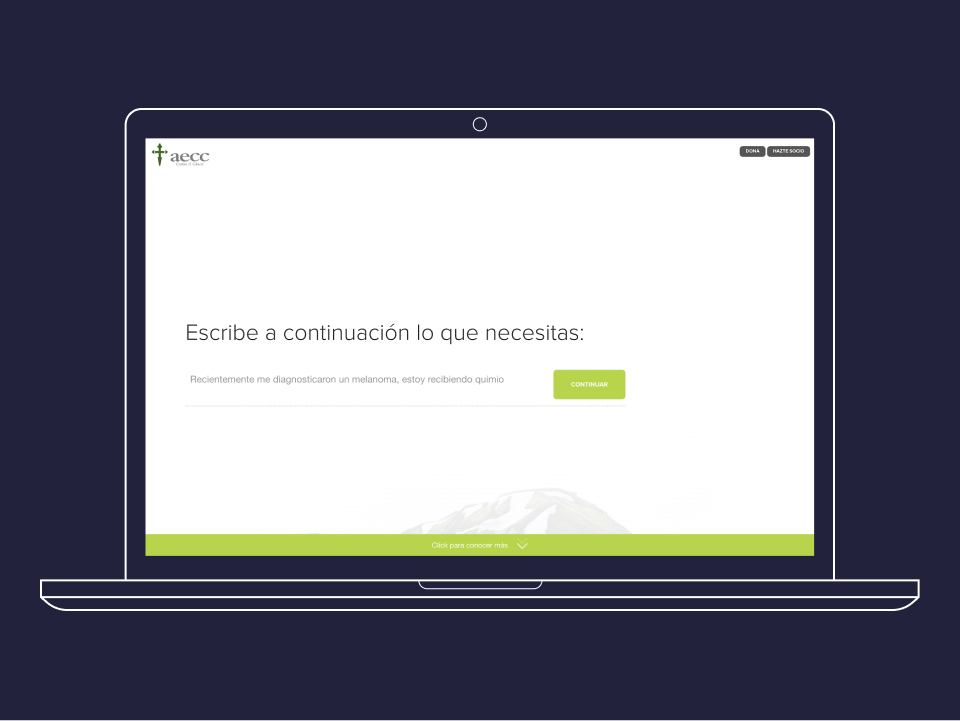 aecc
DONA
HAZTE SOCIO
Escribe a continuación lo que necesitas:
Recientemente me diagnosticaron un melanoma, estoy recibiendo quimio
CONTINUAR
Click para conocer más